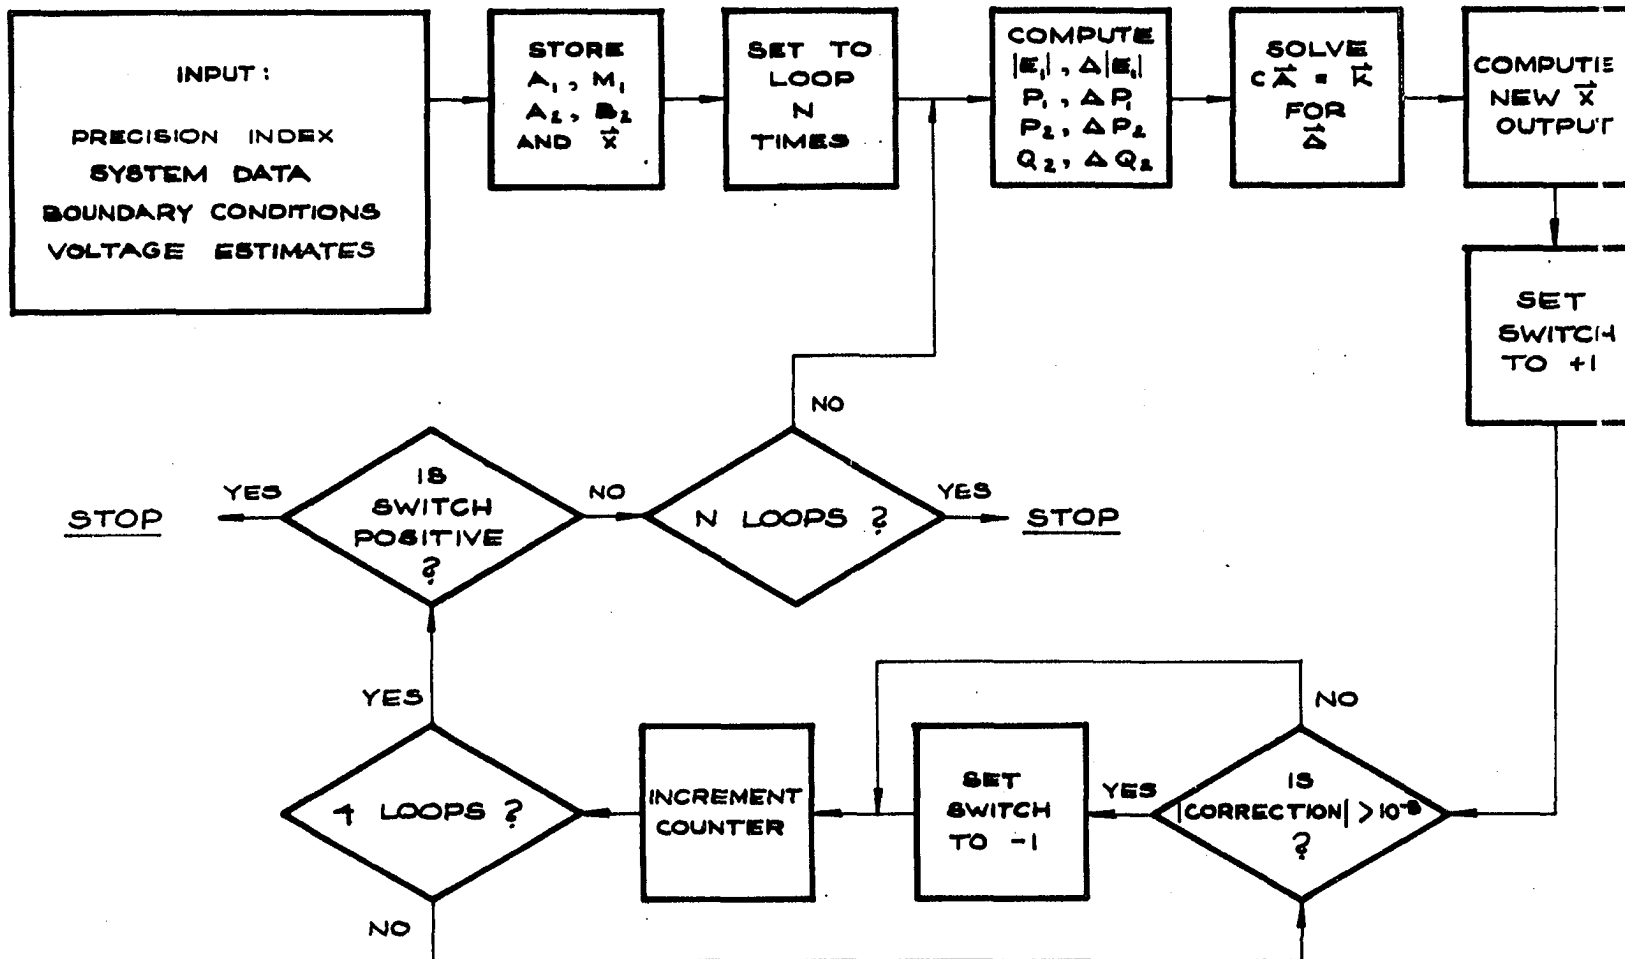 INPUT:
PRECISION INDEX
SYSTEM DATA
BOUNDARY CONDITIONS
VOLTAGE ESTIMATES
STORE
A₁, M₁
A₂, B₂
AND x⃗
SET TO
LOOP
N
TIMES
COMPUTE
|E₁|, Δ|E₁|
P₁, ΔP₁
P₂, ΔP₂
Q₂, ΔQ₂
SOLVE
C Δ⃗ = K⃗
FOR
Δ⃗
COMPUTE
NEW x⃗
OUTPUT
SET
SWITCH
TO +1
NO
IS
SWITCH
POSITIVE
?
YES
STOP
NO
N LOOPS ?
YES
STOP
YES
NO
4 LOOPS ?
INCREMENT
COUNTER
SET
SWITCH
TO -1
YES
IS
|CORRECTION| >
?
NO